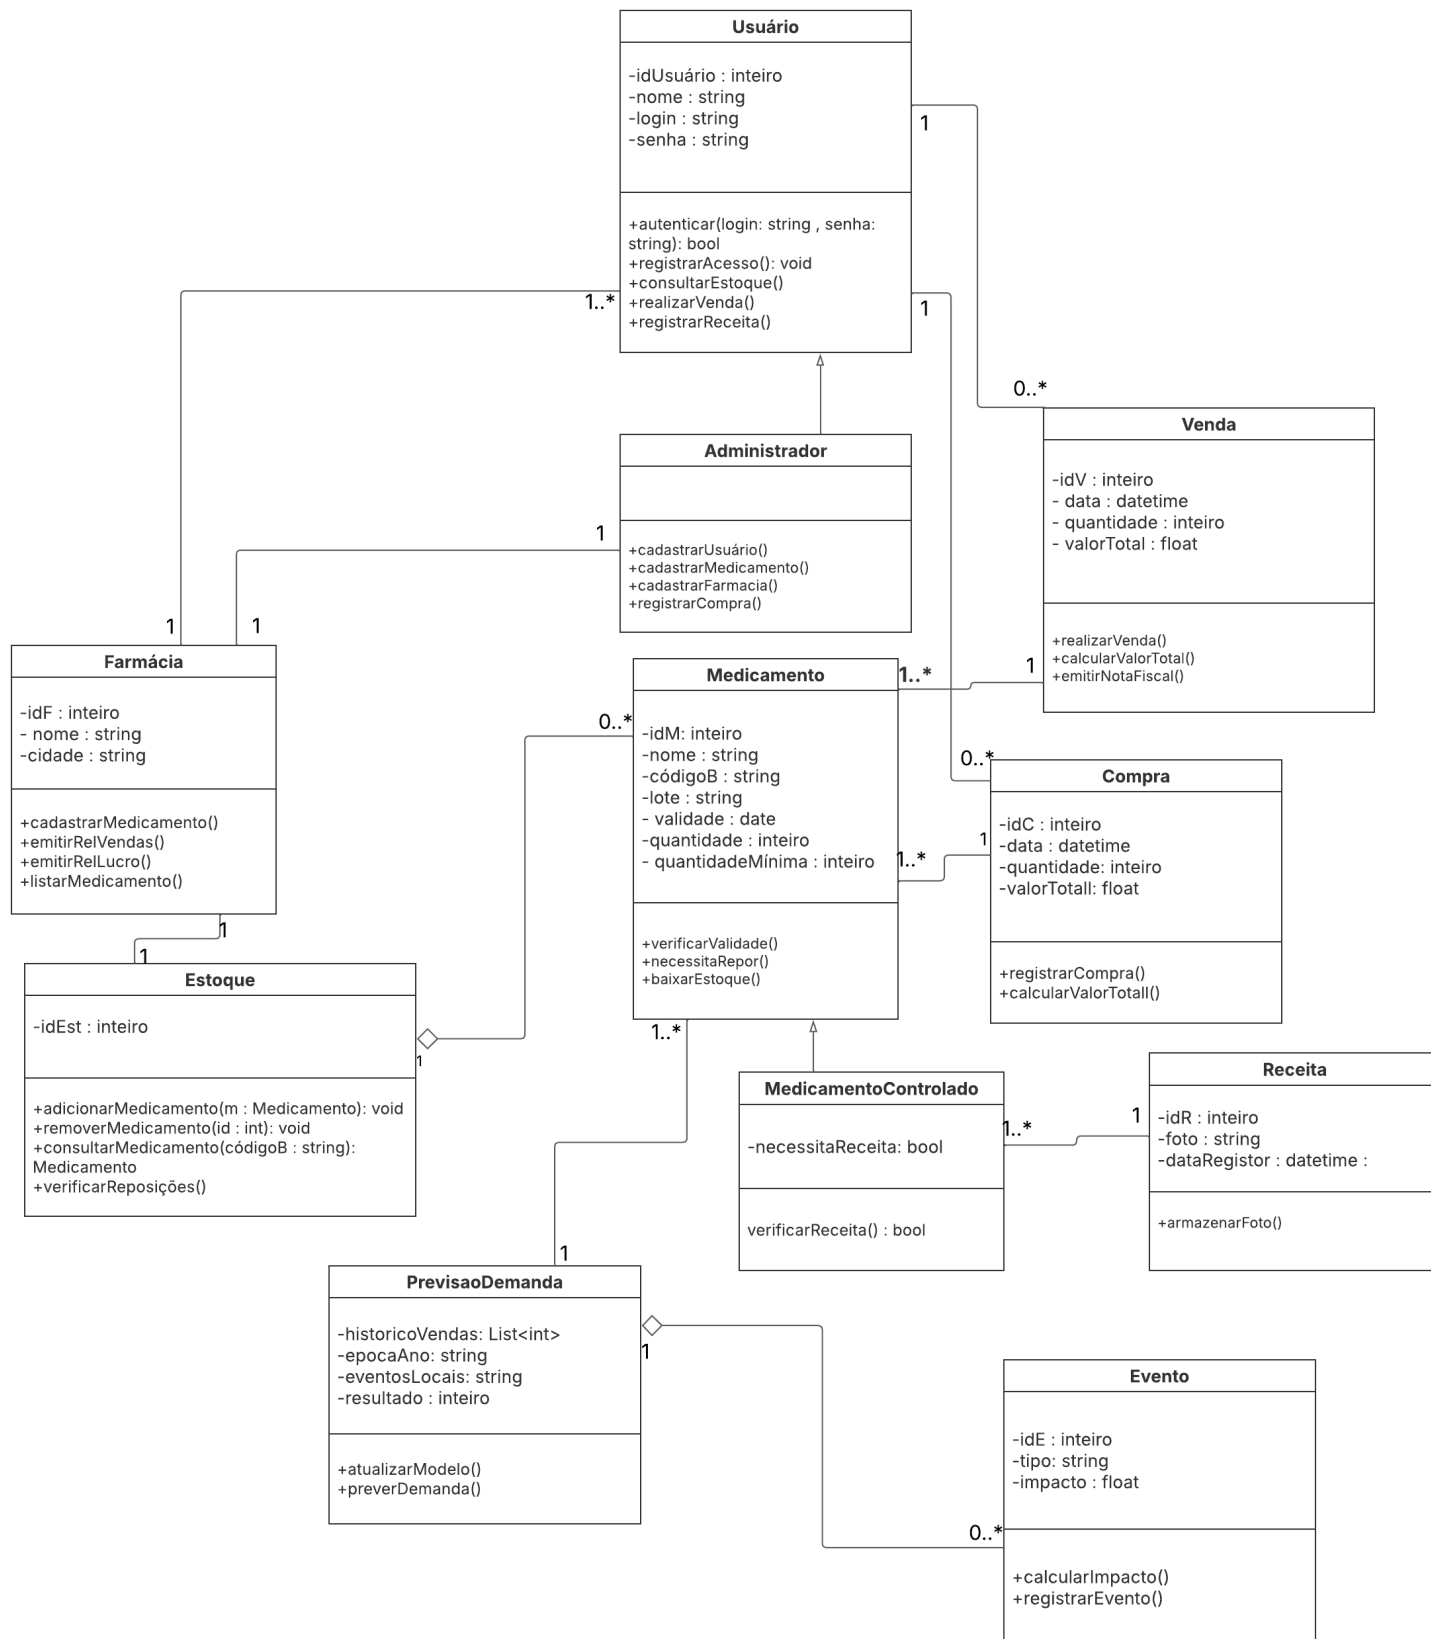 Usuário
-idUsuário : inteiro
-nome : string
-login : string
-senha : string
+autenticar(login: string , senha:
string): bool
+registrarAcesso(): void
+consultarEstoque()
+realizarVenda()
+registrarReceita()
1
1..*
1
0..*
Administrador
+cadastrarUsuário()
+cadastrarMedicamento()
+cadastrarFarmacia()
+registrarCompra()
1
Venda
-idV : inteiro
- data : datetime
- quantidade : inteiro
- valorTotal : float
+realizarVenda()
+calcularValorTotal()
+emitirNotaFiscal()
1
1
1
Farmácia
-idF : inteiro
- nome : string
-cidade : string
+cadastrarMedicamento()
+emitirRelVendas()
+emitirRelLucro()
+listarMedicamento()
1
1
Medicamento
-idM: inteiro
-nome : string
-códigoB : string
-lote : string
- validade : date
-quantidade : inteiro
- quantidadeMínima : inteiro
+verificarValidade()
+necessitaRepor()
+baixarEstoque()
1..*
0..*
0..*
1..*
1
Compra
-idC : inteiro
-data : datetime
-quantidade: inteiro
-valorTotall: float
+registrarCompra()
+calcularValorTotall()
Estoque
-idEst : inteiro
+adicionarMedicamento(m : Medicamento): void
+removerMedicamento(id : int): void
+consultarMedicamento(códigoB : string):
Medicamento
+verificarReposições()
1
1..*
MedicamentoControlado
-necessitaReceita: bool
verificarReceita() : bool
1..*
1
Receita
-idR : inteiro
-foto : string
-dataRegistor : datetime :
+armazenarFoto()
1
PrevisaoDemanda
-historicoVendas: List<int>
-epocaAno: string
-eventosLocais: string
-resultado : inteiro
+atualizarModelo()
+preverDemanda()
1
0..*
Evento
-idE : inteiro
-tipo: string
-impacto : float
+calcularImpacto()
+registrarEvento()